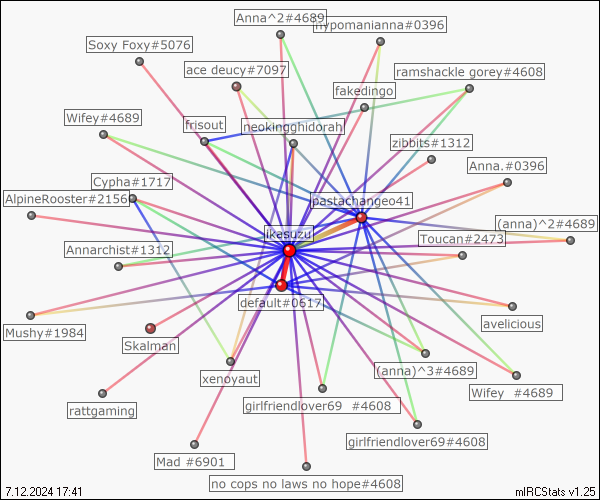 Anna^2#4689
hypomanianna#0396
Soxy Foxy#5076
ace deucy#7097
ramshackle gorey#4608
fakedingo
Wifey#4689
frisout
neokingghidorah
zibbits#1312
Anna.#0396
Cypha#1717
AlpineRooster#2156
pastachangeo41
(anna)^2#4689
ikesuzu
Toucan#2473
Annarchist#1312
default#0617
avelicious
Mushy#1984
Skalman
(anna)^3#4689
xenoyaut
Wifey #4689
girlfriendlover69 #4608
rattgaming
girlfriendlover69#4608
Mad #6901
no cops no laws no hope#4608
7.12.2024 17:41
mIRCStats v1.25